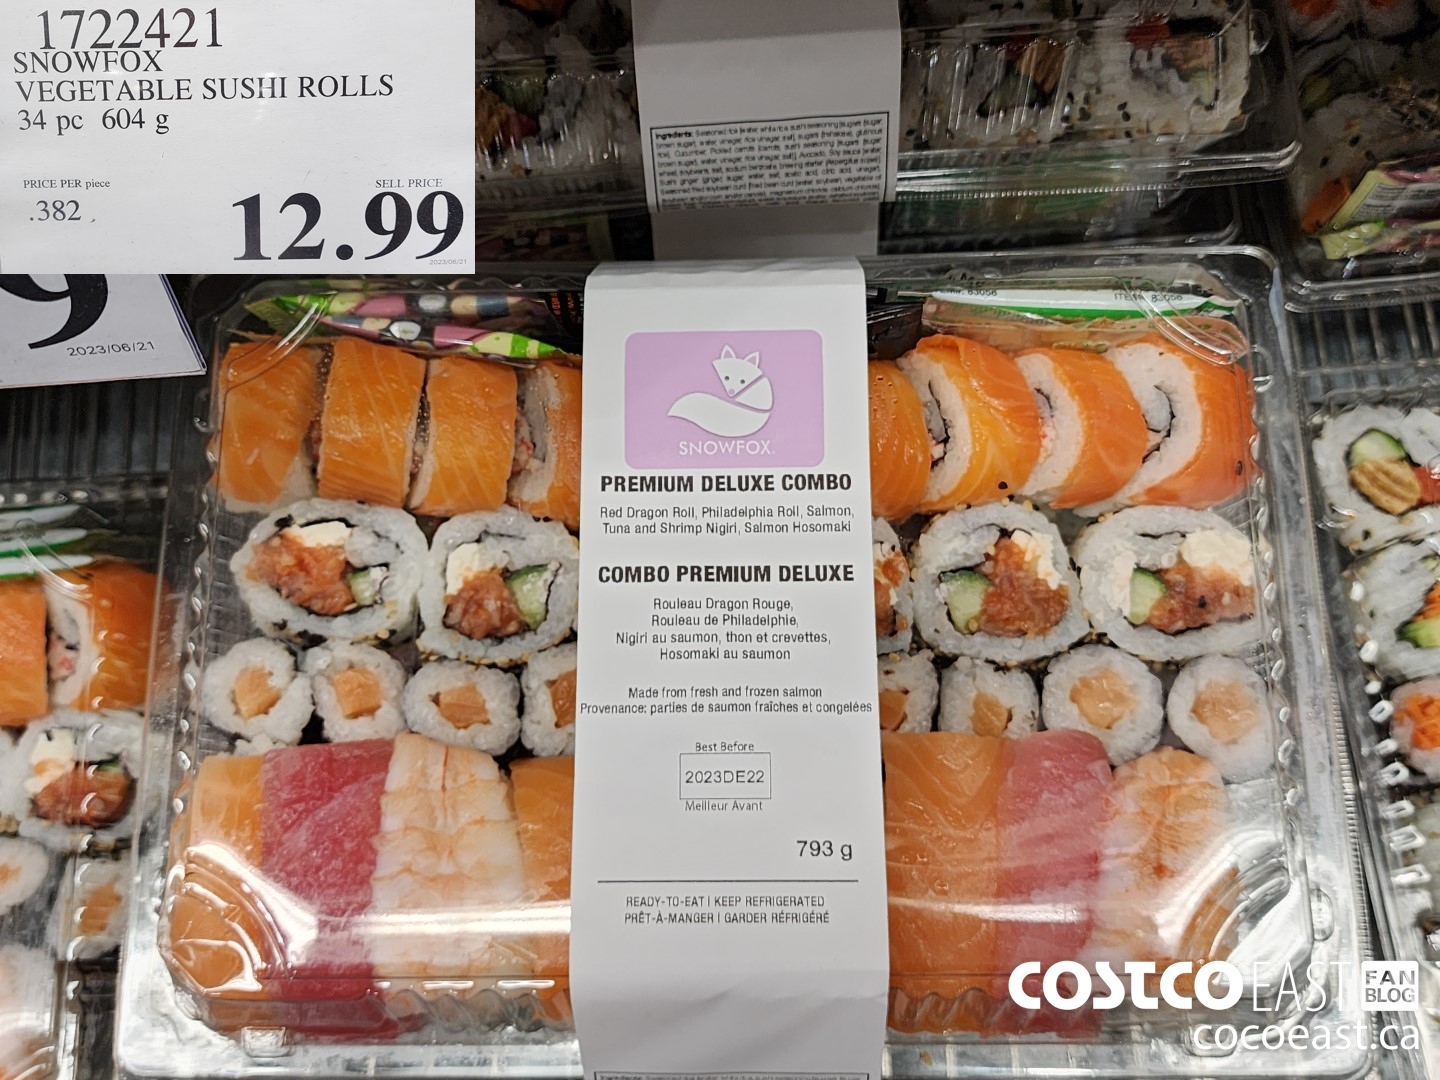 1722421
SNOWFOX
VEGETABLE SUSHI ROLLS
34 pc 604 g
PRICE PER piece
SELL PRICE
.382
12.99
2023/06/21
9
2023/06/21
SNOWFOX.
PREMIUM DELUXE COMBO
Red Dragon Roll, Philadelphia Roll, Salmon,
Tuna and Shrimp Nigiri, Salmon Hosomaki
COMBO PREMIUM DELUXE
Rouleau Dragon Rouge,
Rouleau de Philadelphie,
Nigiri au saumon, thon et crevettes,
Hosomaki au saumon
Made from fresh and frozen salmon
Provenance: parties de saumon fraîches et congelées
Best Before
2023DE22
Meilleur Avant
793 g
READY-TO-EAT | KEEP REFRIGERATED
PRÊT-À-MANGER | GARDER RÉFRIGÉRÉ
COSTCO EAST FAN BLOG
cocoeast.ca